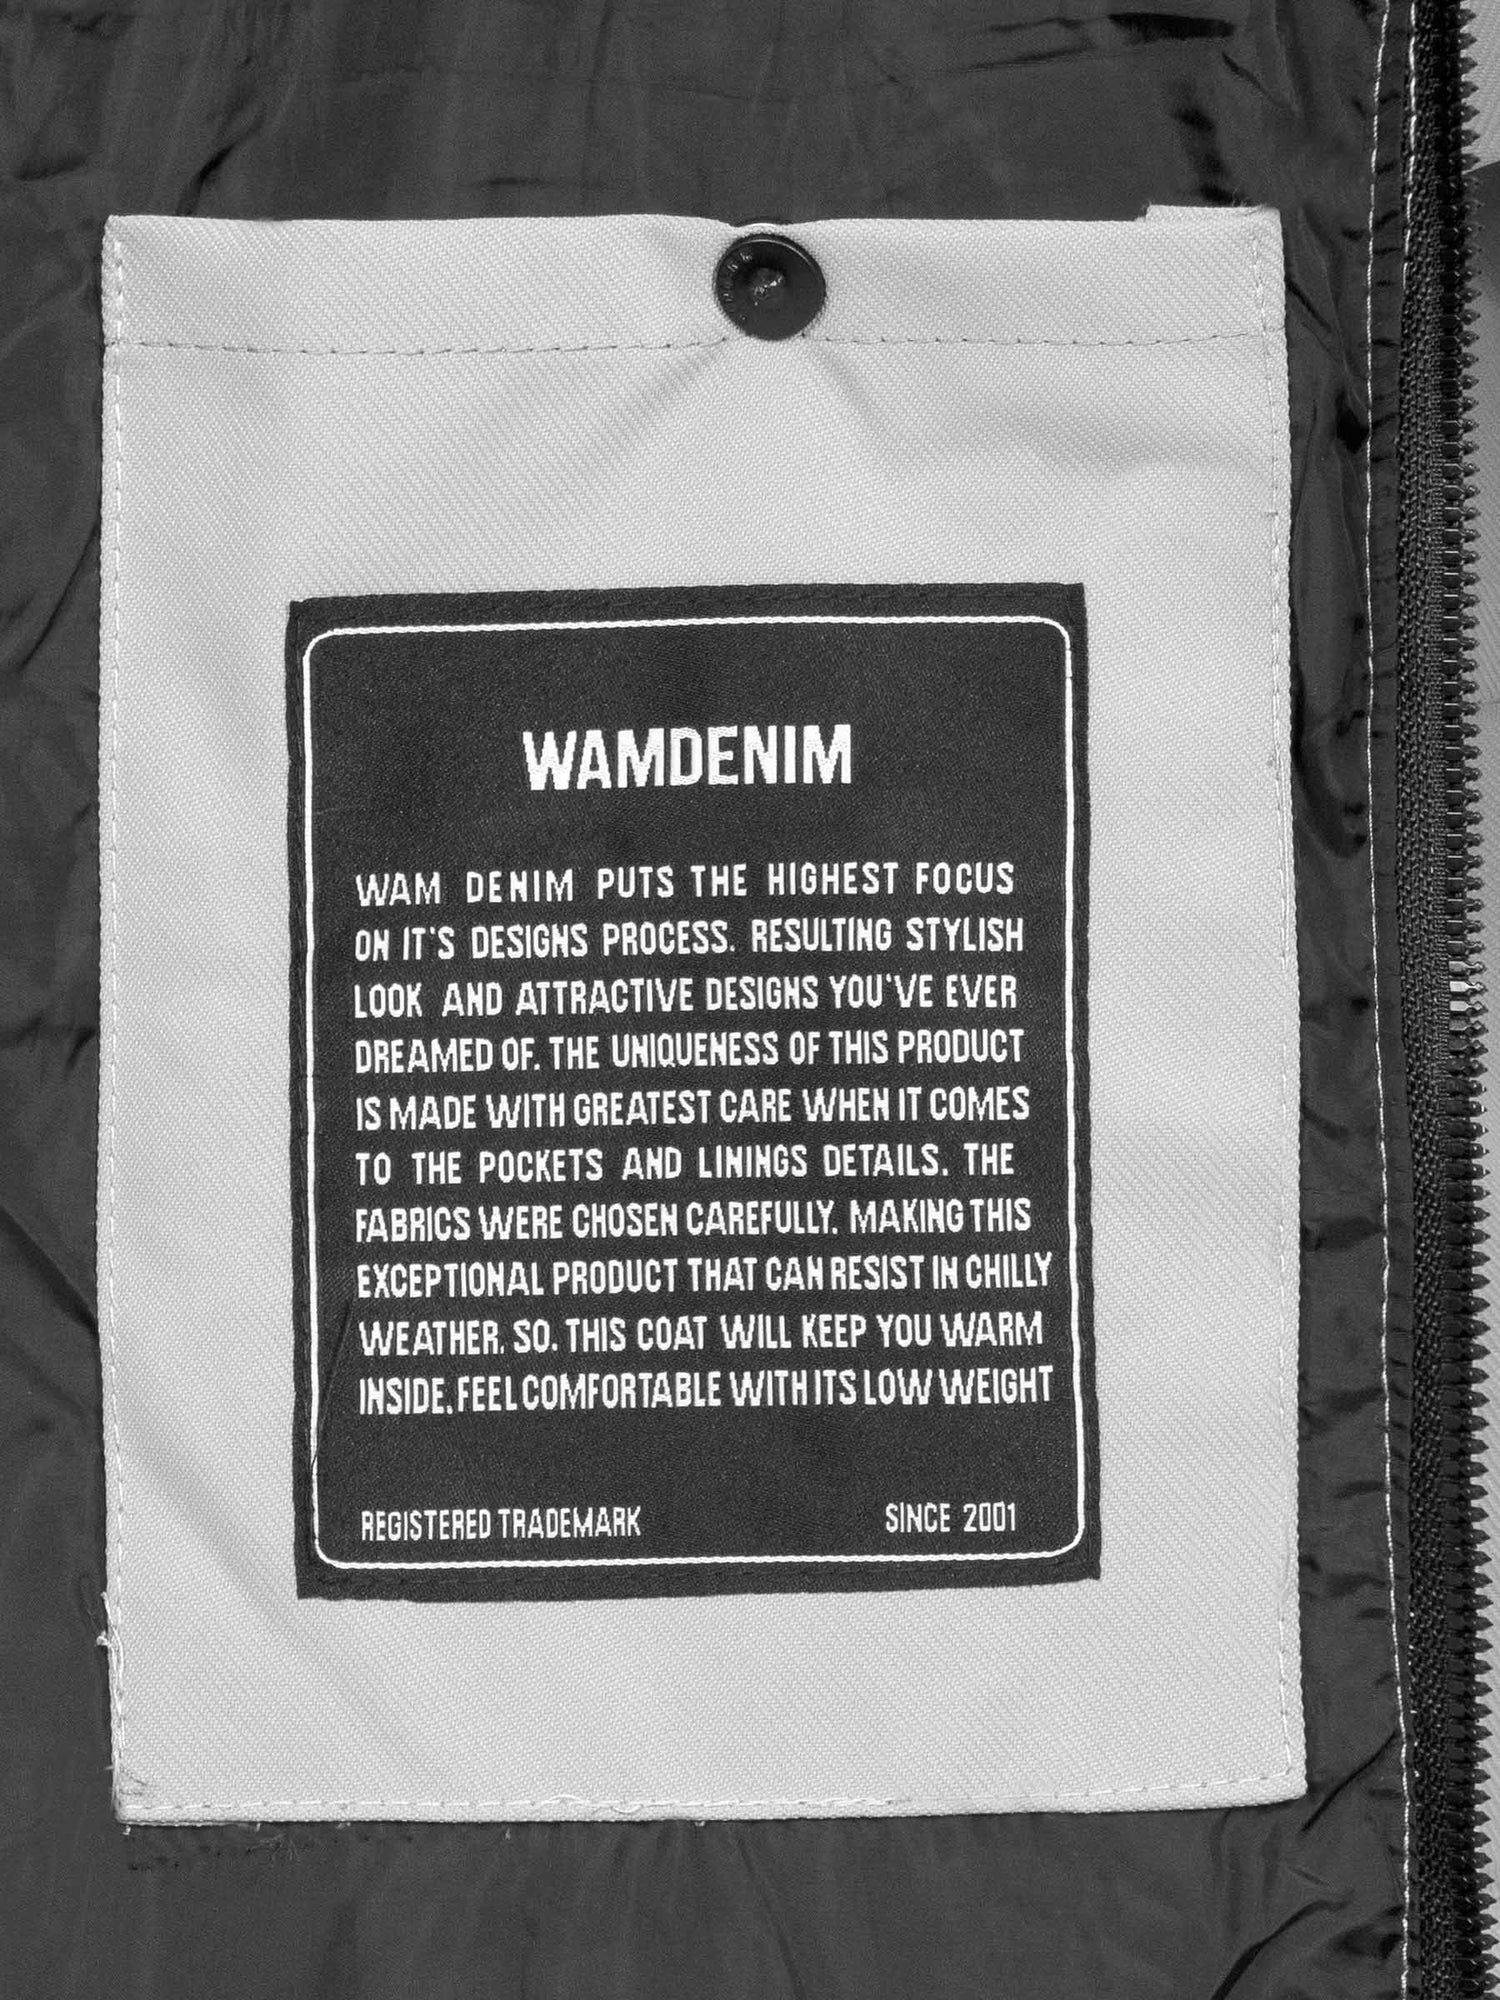 WAMDENIM
WAM DENIM PUTS THE HIGHEST FOCUS
ON IT'S DESIGNS PROCESS. RESULTING STYLISH
LOOK AND ATTRACTIVE DESIGNS YOU'VE EVER
DREAMED OF. THE UNIQUENESS OF THIS PRODUCT
IS MADE WITH GREATEST CARE WHEN IT COMES
TO THE POCKETS AND LININGS DETAILS. THE
FABRICS WERE CHOSEN CAREFULLY. MAKING THIS
EXCEPTIONAL PRODUCT THAT CAN RESIST IN CHILLY
WEATHER. SO. THIS COAT WILL KEEP YOU WARM
INSIDE. FEEL COMFORTABLE WITH ITS LOW WEIGHT
REGISTERED TRADEMARK SINCE 2001